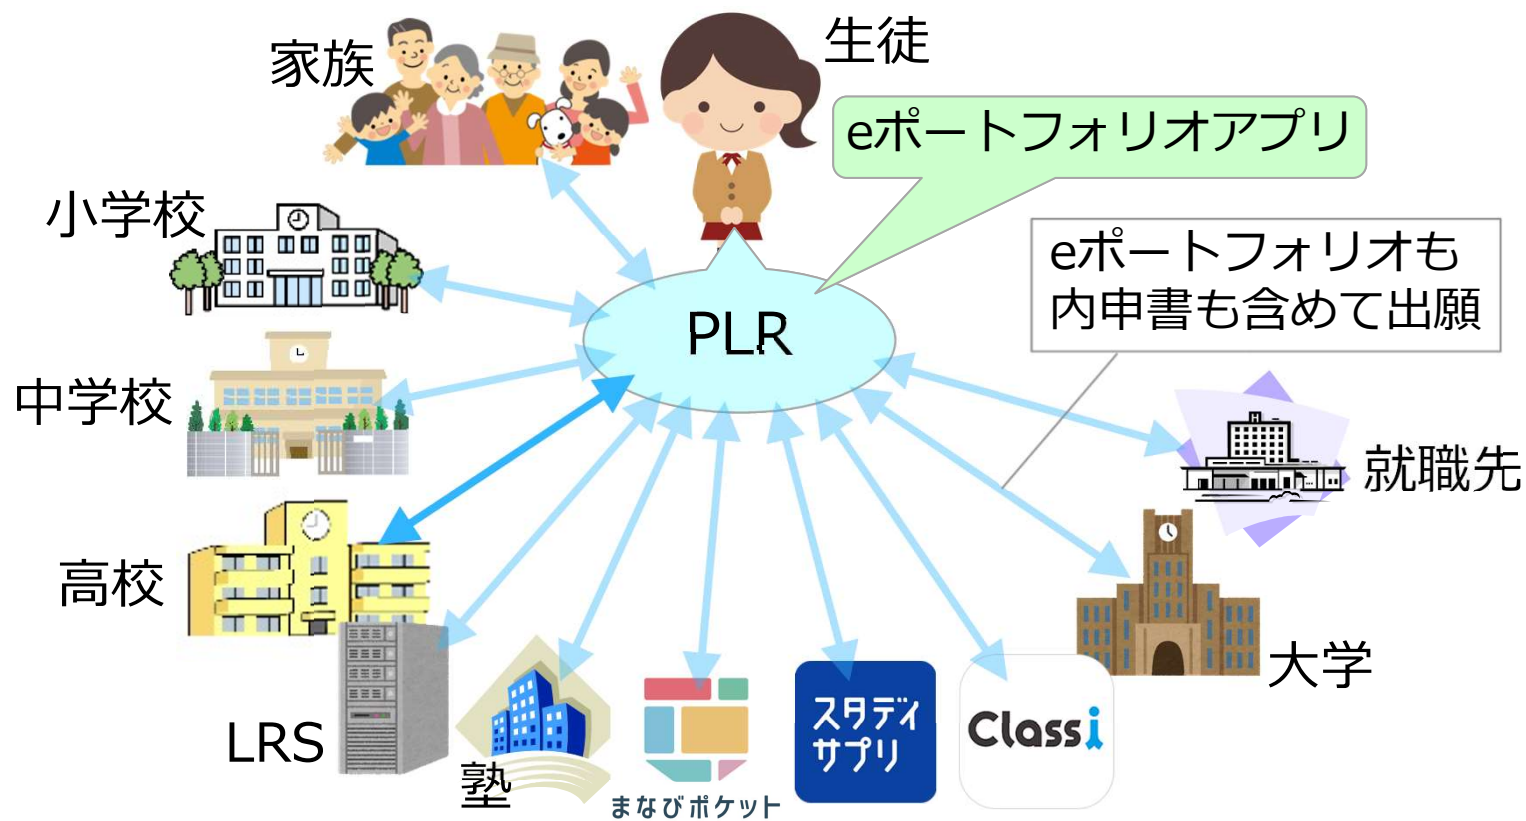 家族
生徒
eポートフォリオアプリ
小学校
eポートフォリオも
内申書も含めて出願
PLR
中学校
就職先
高校
大学
LRS
塾
まなびポケット
スタディ
サプリ
Classi
H